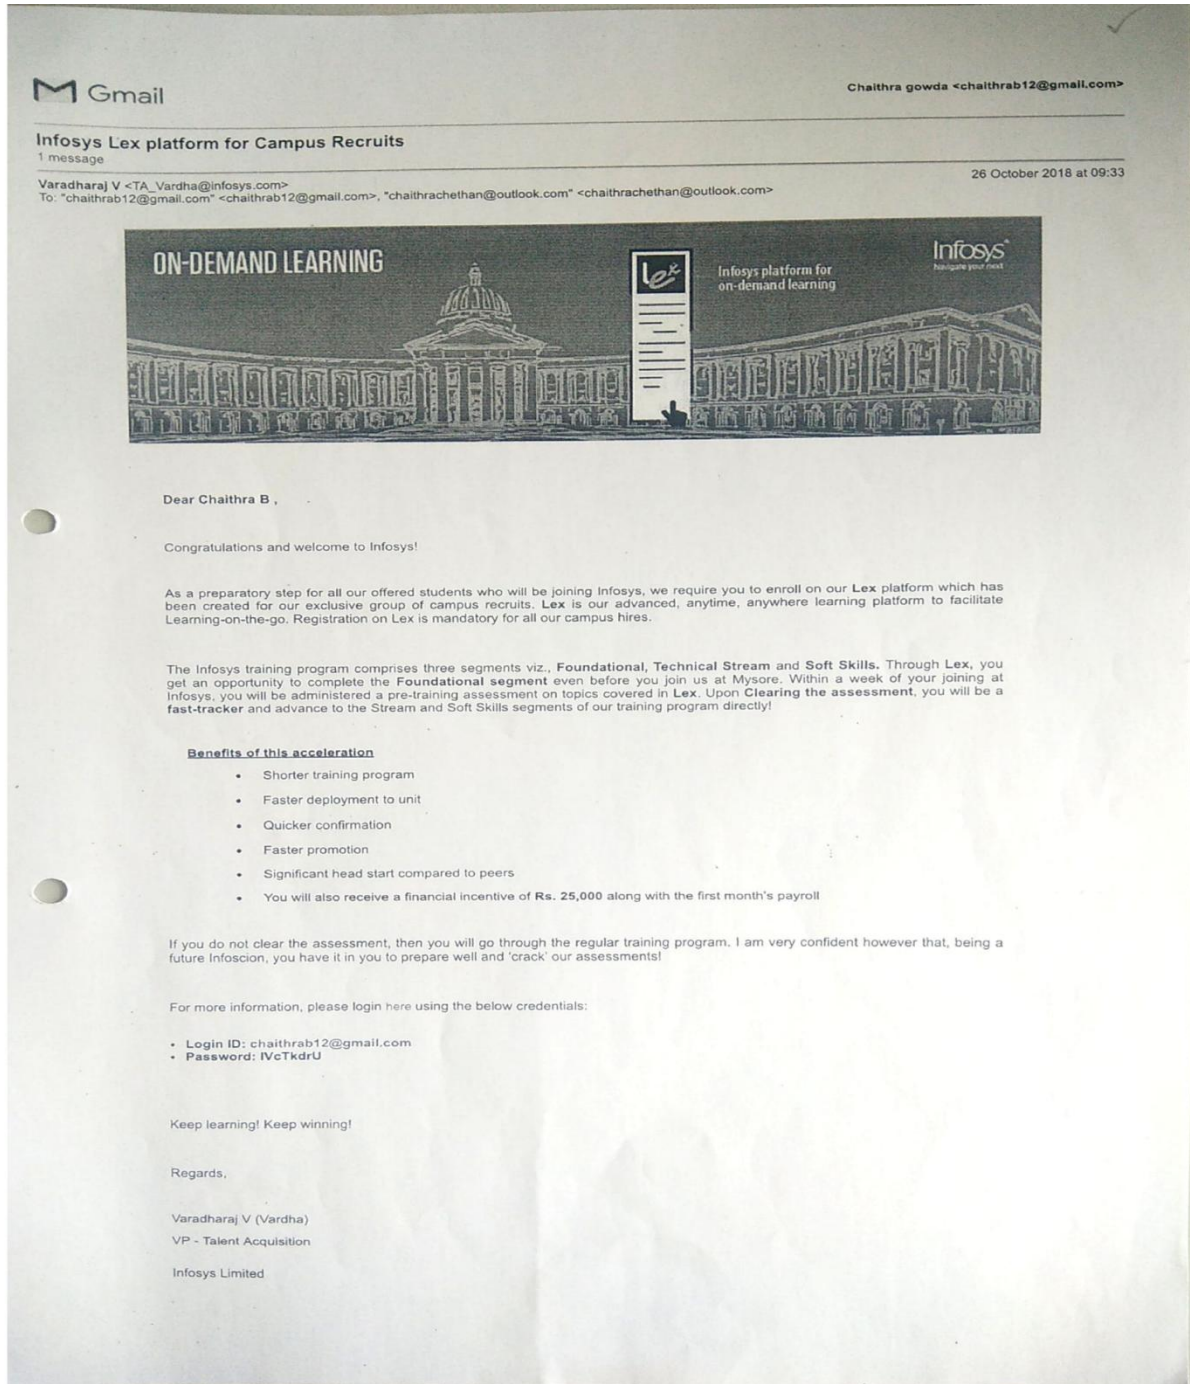 Gmail
Chaithra gowda <chaithrab12@gmail.com>
Infosys Lex platform for Campus Recruits
1 message
Varadharaj V <TA_Vardha@infosys.com>
26 October 2018 at 09:33
To: "chaithrab12@gmail.com" <chaithrab12@gmail.com>, "chaithrachethan@outlook.com" <chaithrachethan@outlook.com>
ON-DEMAND LEARNING
Lex
Infosys platform for
on-demand learning
Infosys
Navigate your next
Dear Chaithra B ,
Congratulations and welcome to Infosys!
As a preparatory step for all our offered students who will be joining Infosys, we require you to enroll on our Lex platform which has
been created for our exclusive group of campus recruits. Lex is our advanced, anytime, anywhere learning platform to facilitate
Learning-on-the-go. Registration on Lex is mandatory for all our campus hires.
The Infosys training program comprises three segments viz., Foundational, Technical Stream and Soft Skills. Through Lex, you
get an opportunity to complete the Foundational segment even before you join us at Mysore. Within a week of your joining at
Infosys, you will be administered a pre-training assessment on topics covered in Lex. Upon Clearing the assessment, you will be a
fast-tracker and advance to the Stream and Soft Skills segments of our training program directly!
Benefits of this acceleration
• Shorter training program
• Faster deployment to unit
• Quicker confirmation
• Faster promotion
• Significant head start compared to peers
• You will also receive a financial incentive of Rs. 25,000 along with the first month's payroll
If you do not clear the assessment, then you will go through the regular training program. I am very confident however that, being a
future Infoscion, you have it in you to prepare well and 'crack' our assessments!
For more information, please login here using the below credentials:
• Login ID: chaithrab12@gmail.com
• Password: IVcTkdrU
Keep learning! Keep winning!
Regards,
Varadharaj V (Vardha)
VP - Talent Acquisition
Infosys Limited